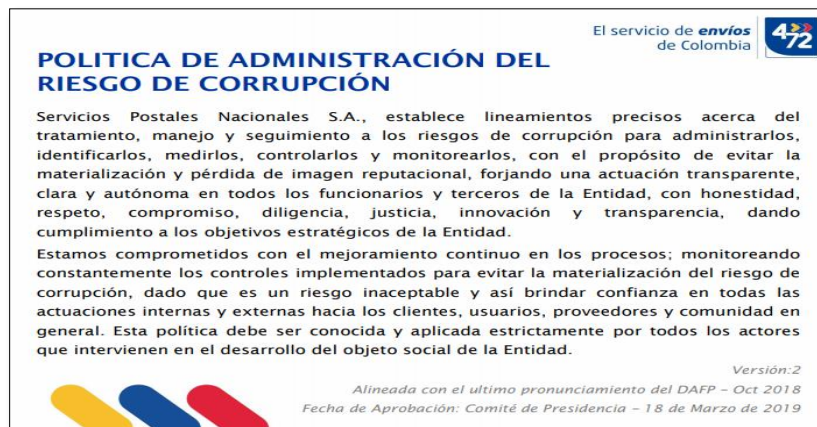 El servicio de envíos
de Colombia
472
POLITICA DE ADMINISTRACIÓN DEL
RIESGO DE CORRUPCIÓN
Servicios Postales Nacionales S.A., establece lineamientos precisos acerca del
tratamiento, manejo y seguimiento a los riesgos de corrupción para administrarlos,
identificarlos, medirlos, controlarlos y monitorearlos, con el propósito de evitar la
materialización y pérdida de imagen reputacional, forjando una actuación transparente,
clara y autónoma en todos los funcionarios y terceros de la Entidad, con honestidad,
respeto, compromiso, diligencia, justicia, innovación y transparencia, dando
cumplimiento a los objetivos estratégicos de la Entidad.
Estamos comprometidos con el mejoramiento continuo en los procesos; monitoreando
constantemente los controles implementados para evitar la materialización del riesgo de
corrupción, dado que es un riesgo inaceptable y así brindar confianza en todas las
actuaciones internas y externas hacia los clientes, usuarios, proveedores y comunidad en
general. Esta política debe ser conocida y aplicada estrictamente por todos los actores
que intervienen en el desarrollo del objeto social de la Entidad.
Versión:2
Alineada con el ultimo pronunciamiento del DAFP – Oct 2018
Fecha de Aprobación: Comité de Presidencia – 18 de Marzo de 2019